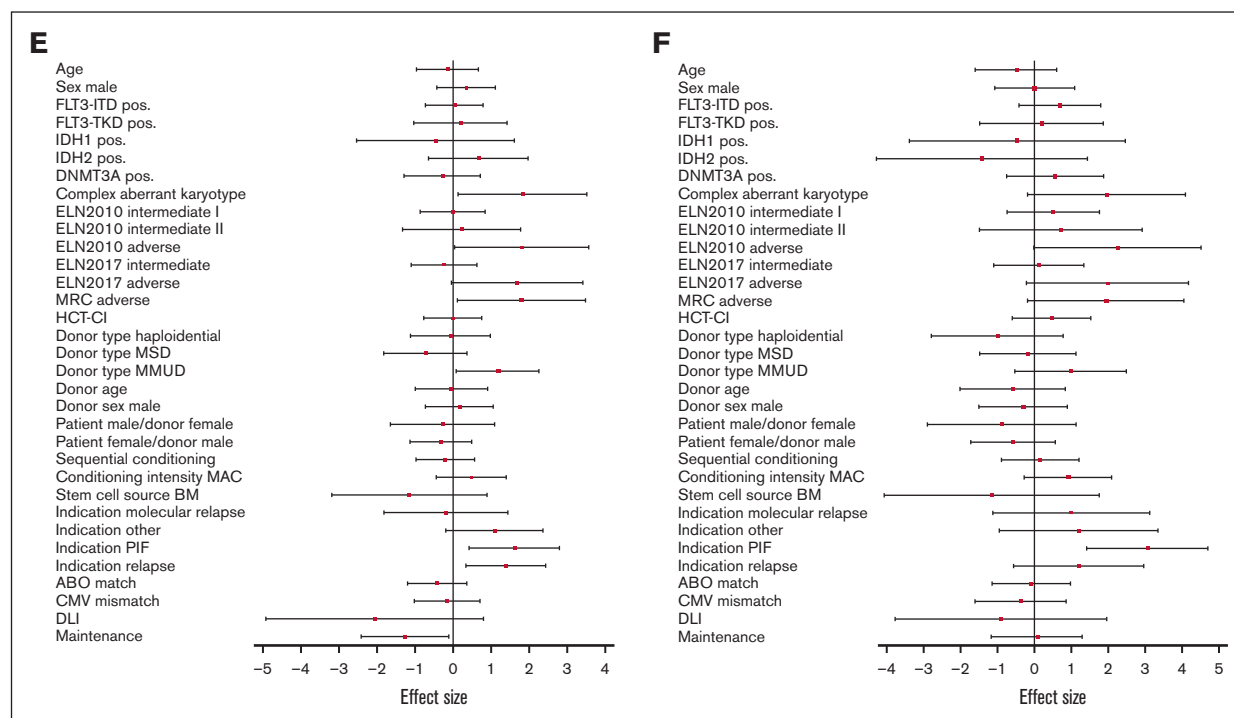 E
Age
Sex male
FLT3-ITD pos.
FLT3-TKD pos.
IDH1 pos.
IDH2 pos.
DNMT3A pos.
Complex aberrant karyotype
ELN2010 intermediate I
ELN2010 intermediate II
ELN2010 adverse
ELN2017 intermediate
ELN2017 adverse
MRC adverse
HCT-CI
Donor type haploidential
Donor type MSD
Donor type MMUD
Donor age
Donor sex male
Patient male/donor female
Patient female/donor male
Sequential conditioning
Conditioning intensity MAC
Stem cell source BM
Indication molecular relapse
Indication other
Indication PIF
Indication relapse
ABO match
CMV mismatch
DLI
Maintenance
−5 −4 −3 −2 −1 0 1 2 3 4
Effect size
F
Age
Sex male
FLT3-ITD pos.
FLT3-TKD pos.
IDH1 pos.
IDH2 pos.
DNMT3A pos.
Complex aberrant karyotype
ELN2010 intermediate I
ELN2010 intermediate II
ELN2010 adverse
ELN2017 intermediate
ELN2017 adverse
MRC adverse
HCT-CI
Donor type haploidential
Donor type MSD
Donor type MMUD
Donor age
Donor sex male
Patient male/donor female
Patient female/donor male
Sequential conditioning
Conditioning intensity MAC
Stem cell source BM
Indication molecular relapse
Indication other
Indication PIF
Indication relapse
ABO match
CMV mismatch
DLI
Maintenance
−4 −3 −2 −1 0 1 2 3 4 5
Effect size